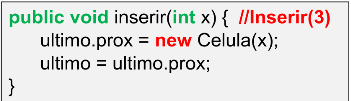 public void inserir(int x) { //Inserir(3)
ultimo.prox = new Celula(x);
ultimo = ultimo.prox;
}